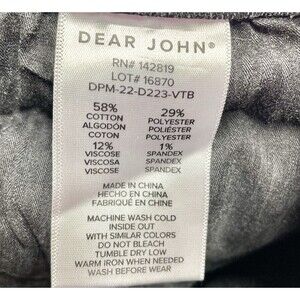 DEAR JOHN®
RN# 142819
LOT# 16870
DPM-22-D223-VTB
58% 29%
COTTON POLYESTER
ALGODÓN POLIÉSTER
COTON POLYESTER
12% 1%
VISCOSE SPANDEX
VISCOSA SPANDEX
VISCOSE SPANDEX
MADE IN CHINA
HECHO EN CHINA
FABRIQUÉ EN CHINE
MACHINE WASH COLD
INSIDE OUT
WITH SIMILAR COLORS
DO NOT BLEACH
TUMBLE DRY LOW
WARM IRON WHEN NEEDED
WASH BEFORE WEAR